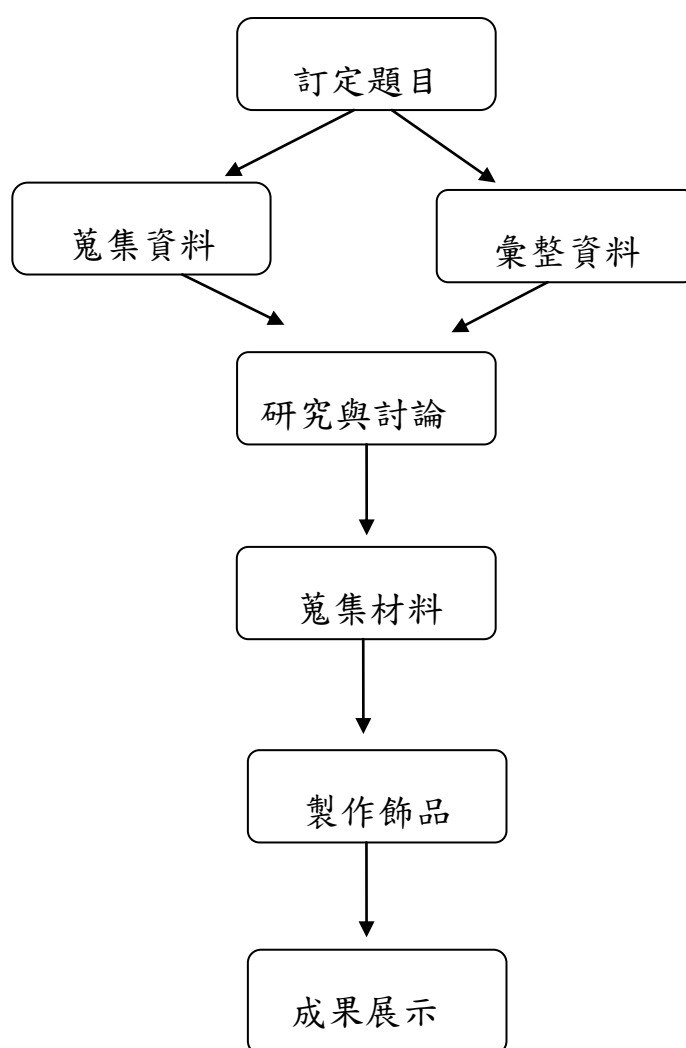 訂定題目
蒐集資料
彙整資料
研究與討論
蒐集材料
製作飾品
成果展示